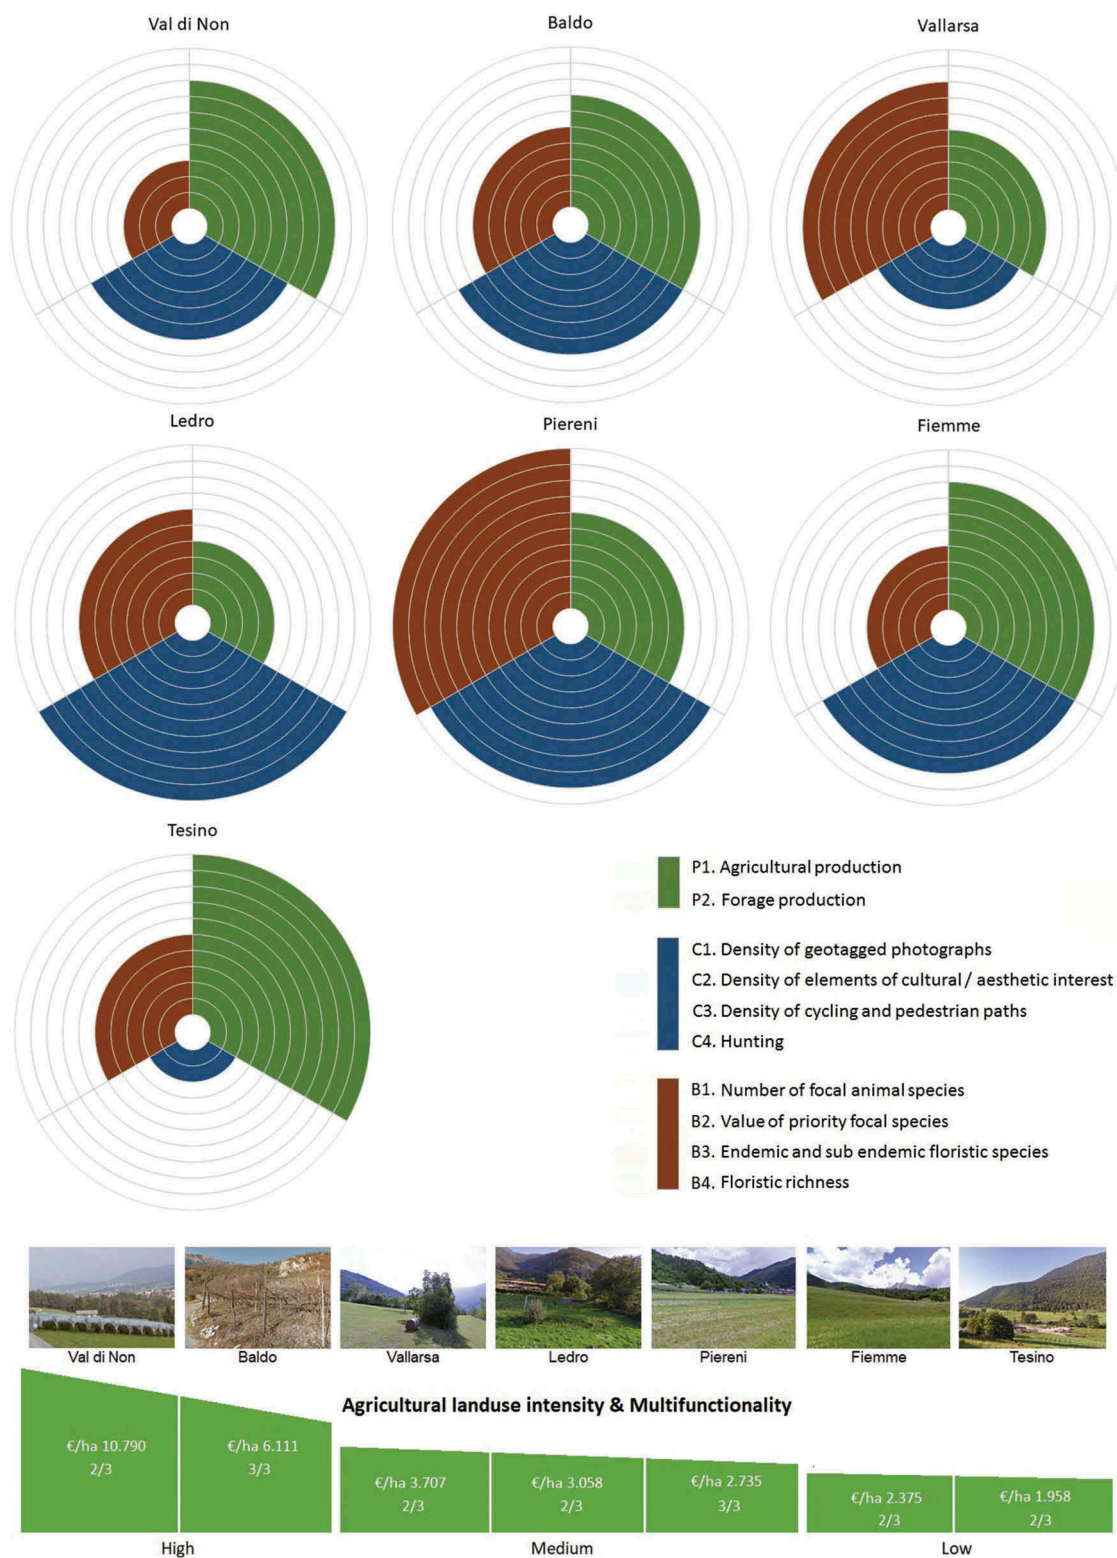 Val di Non
Baldo
Vallarsa
Ledro
Piereni
Fiemme
Tesino
P1. Agricultural production
P2. Forage production
C1. Density of geotagged photographs
C2. Density of elements of cultural / aesthetic interest
C3. Density of cycling and pedestrian paths
C4. Hunting
B1. Number of focal animal species
B2. Value of priority focal species
B3. Endemic and sub endemic floristic species
B4. Floristic richness
Val di Non
Baldo
Vallarsa
Ledro
Piereni
Fiemme
Tesino
Agricultural landuse intensity & Multifunctionality
€/ha 10.790
2/3
€/ha 6.111
3/3
€/ha 3.707
2/3
€/ha 3.058
2/3
€/ha 2.735
3/3
€/ha 2.375
2/3
€/ha 1.958
2/3
High
Medium
Low